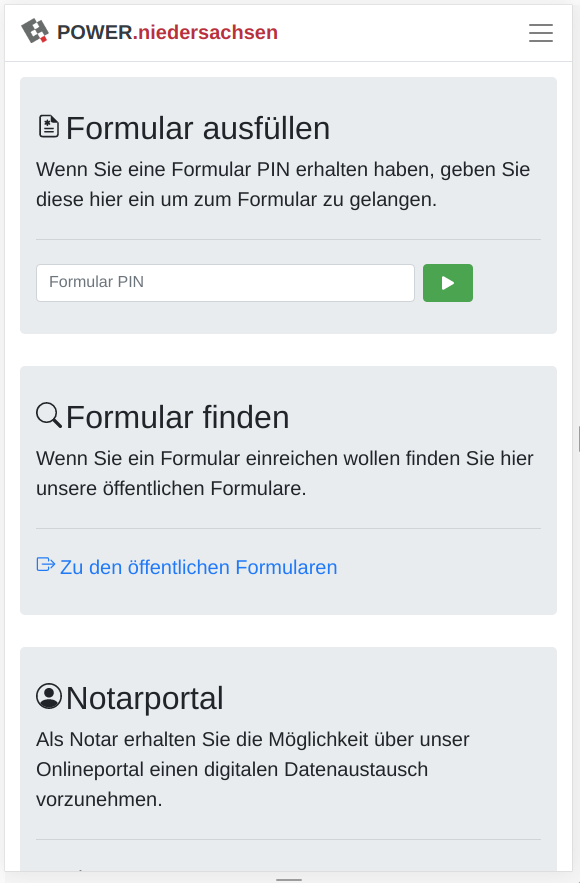 POWER.niedersachsen
Formular ausfüllen
Wenn Sie eine Formular PIN erhalten haben, geben Sie
diese hier ein um zum Formular zu gelangen.
Formular PIN
Formular finden
Wenn Sie ein Formular einreichen wollen finden Sie hier
unsere öffentlichen Formulare.
Zu den öffentlichen Formularen
Notarportal
Als Notar erhalten Sie die Möglichkeit über unser
Onlineportal einen digitalen Datenaustausch
vorzunehmen.